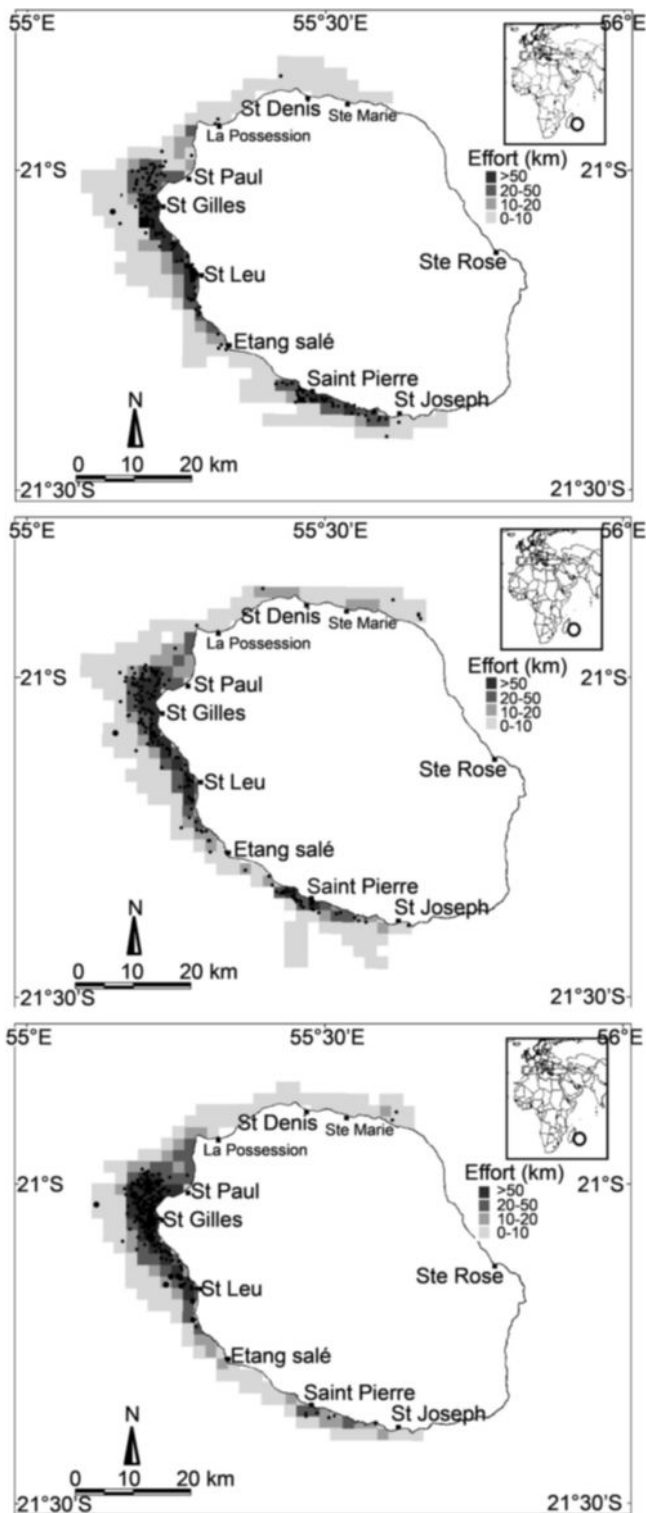 55°E 55°30'E 56°E
St Denis
Ste Marie
La Possession
21°S 21°S
Effort (km)
>50
20-50
10-20
0-10
St Paul
St Gilles
Ste Rose
St Leu
Etang salé
Saint Pierre
St Joseph
N
0 10 20 km
21°30'S 21°30'S
55°E 55°30'E 56°E
St Denis
Ste Marie
La Possession
21°S 21°S
Effort (km)
>50
20-50
10-20
0-10
St Paul
St Gilles
Ste Rose
St Leu
Etang salé
Saint Pierre
St Joseph
N
0 10 20 km
21°30'S 21°30'S
55°E 55°30'E 56°E
St Denis
Ste Marie
La Possession
21°S 21°S
Effort (km)
>50
20-50
10-20
0-10
St Paul
St Gilles
Ste Rose
St Leu
Etang salé
Saint Pierre
St Joseph
N
0 10 20 km
21°30'S 21°30'S